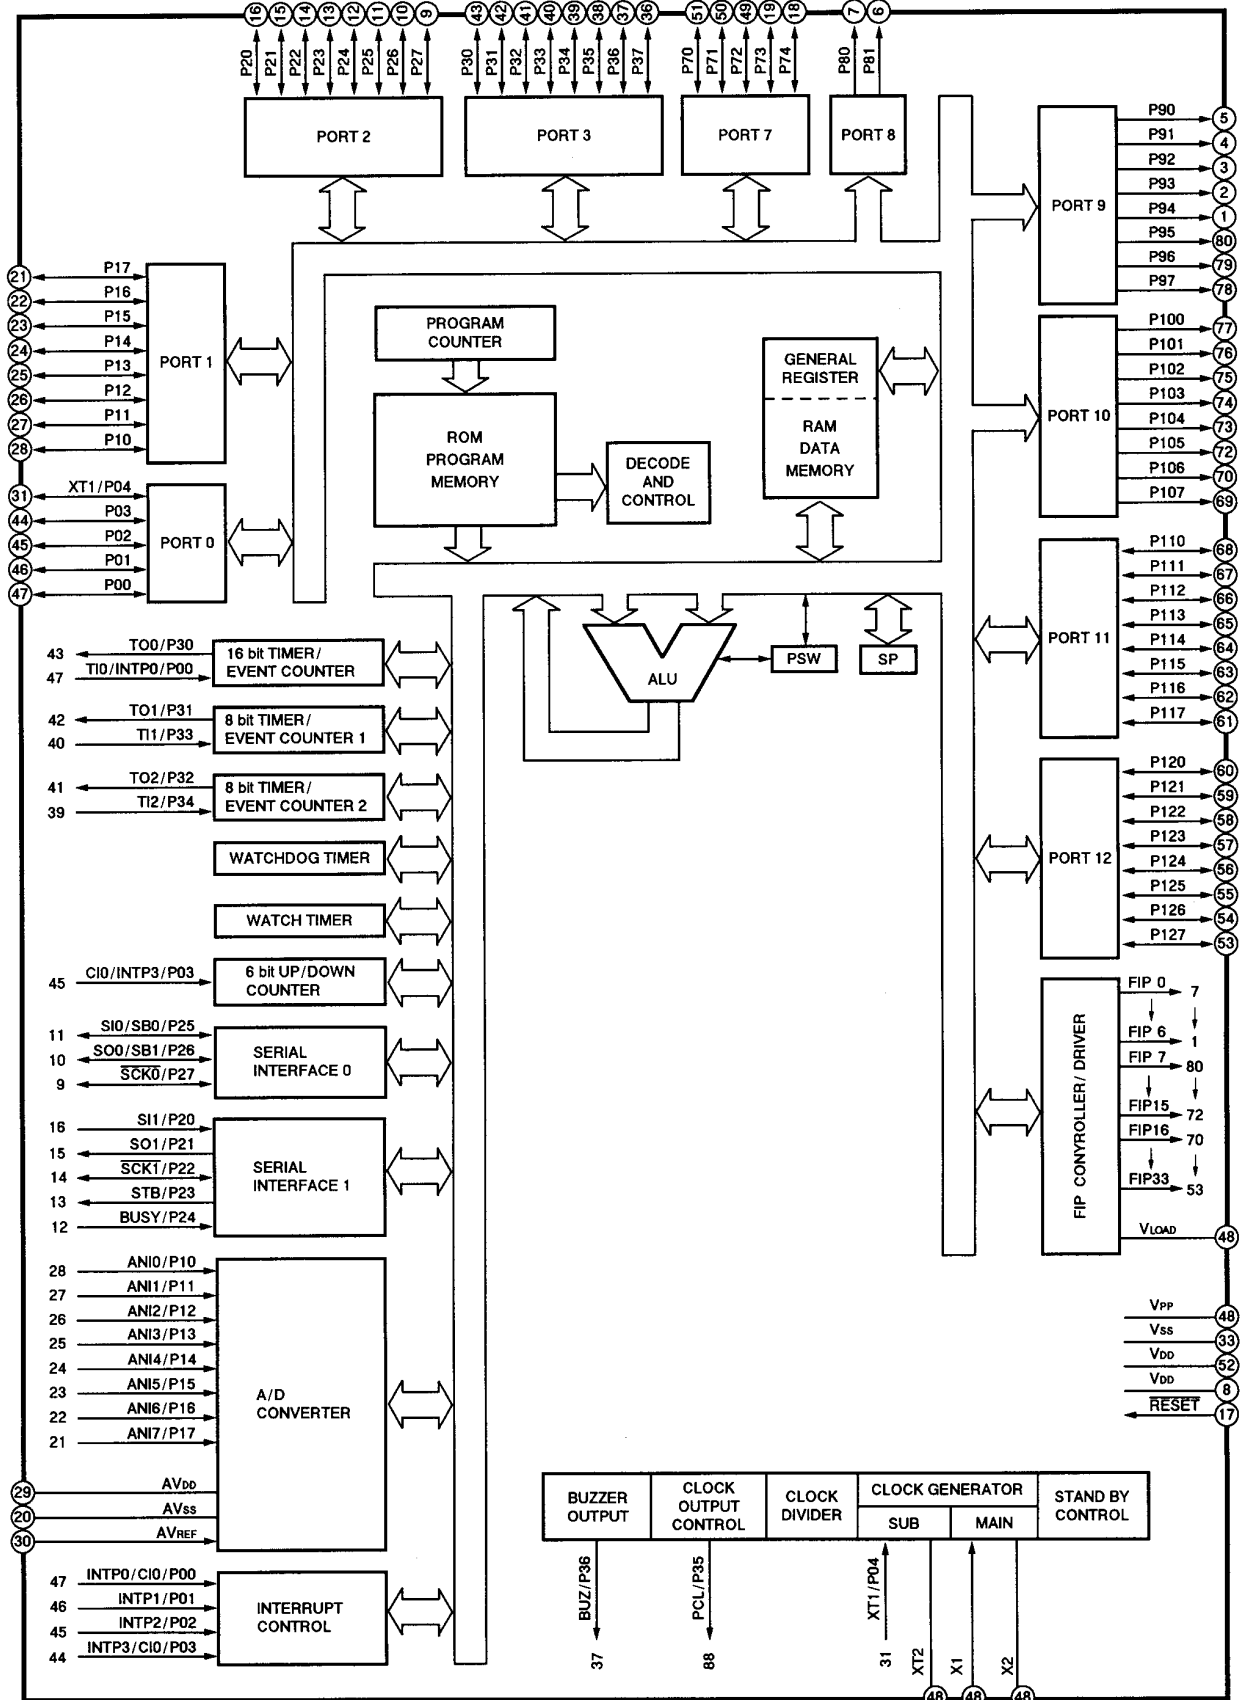 16 15 14 13 12 11 10 9 43 42 41 40 39 38 37 36 51 50 49 19 18 7 6
P20 P21 P22 P23 P24 P25 P26 P27 P30 P31 P32 P33 P34 P35 P36 P37 P70 P71 P72 P73 P74 P80 P81
PORT 2
PORT 3
PORT 7
PORT 8
P90 5
P91 4
P92 3
P93 2
P94 1
P95 80
P96 79
P97 78
PORT 9
21 P17
22 P16
23 P15
24 P14
25 P13
26 P12
27 P11
28 P10
PORT 1
PROGRAM
COUNTER
ROM
PROGRAM
MEMORY
DECODE
AND
CONTROL
GENERAL
REGISTER
RAM
DATA
MEMORY
P100 77
P101 76
P102 75
P103 74
P104 73
P105 72
P106 70
P107 69
PORT 10
31 XT1/P04
44 P03
45 P02
46 P01
47 P00
PORT 0
P110 68
P111 67
P112 66
P113 65
P114 64
P115 63
P116 62
P117 61
PORT 11
ALU
PSW
SP
43 TO0/P30
47 TI0/INTP0/P00
16 bit TIMER/
EVENT COUNTER
42 TO1/P31
40 TI1/P33
8 bit TIMER/
EVENT COUNTER 1
41 TO2/P32
39 TI2/P34
8 bit TIMER/
EVENT COUNTER 2
P120 60
P121 59
P122 58
P123 57
P124 56
P125 55
P126 54
P127 53
PORT 12
WATCHDOG TIMER
WATCH TIMER
45 CI0/INTP3/P03
6 bit UP/DOWN
COUNTER
11 SI0/SB0/P25
10 SO0/SB1/P26
9 SCK0/P27
SERIAL
INTERFACE 0
16 SI1/P20
15 SO1/P21
14 SCK1/P22
13 STB/P23
12 BUSY/P24
SERIAL
INTERFACE 1
FIP CONYROLLER/DRIVER
FIP 0 7
FIP 6 1
FIP 7 80
FIP15 72
FIP16 70
FIP33 53
VLOAD 48
28 ANI0/P10
27 ANI1/P11
26 ANI2/P12
25 ANI3/P13
24 ANI4/P14
23 ANI5/P15
22 ANI6/P16
21 ANI7/P17
A/D
CONVERTER
29 AVDD
20 AVSS
30 AVREF
VPP 48
VSS 33
VDD 52
VDD 8
RESET 17
47 INTP0/CI0/P00
46 INTP1/P01
45 INTP2/P02
44 INTP3/CI0/P03
INTERRUPT
CONTROL
BUZZER
OUTPUT
CLOCK
OUTPUT
CONTROL
CLOCK
DIVIDER
CLOCK GENERATOR
SUB MAIN
STAND BY
CONTROL
BUZ/P36 PCL/P35 XT1/P04 XT2 X1 X2
37 88 31 48 48 48